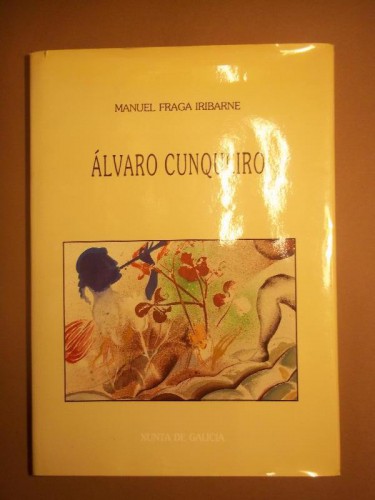 MANUEL FRAGA IRIBARNE
ÁLVARO CUNQUEIRO
XUNTA DE GALICIA